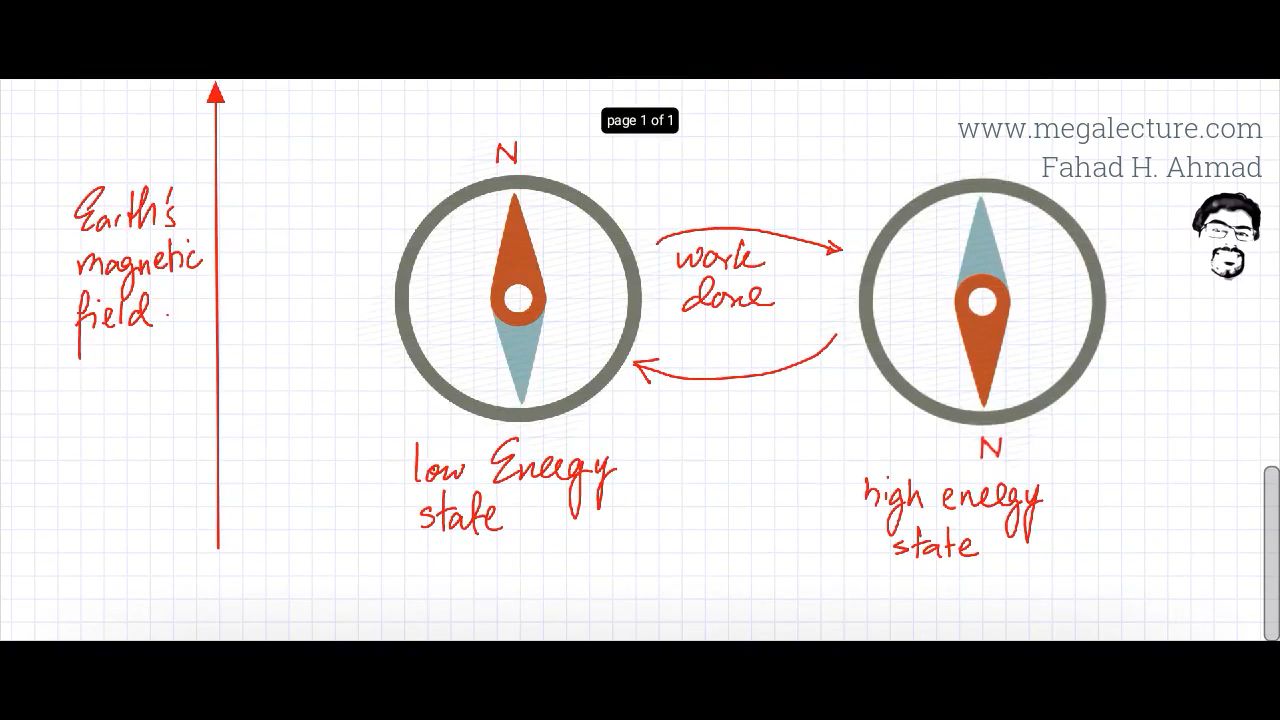 page 1 of 1
www.megalecture.com
Fahad H. Ahmad
N
Earth's
magnetic
field.
work
done
low Energy
state
N
high energy
state